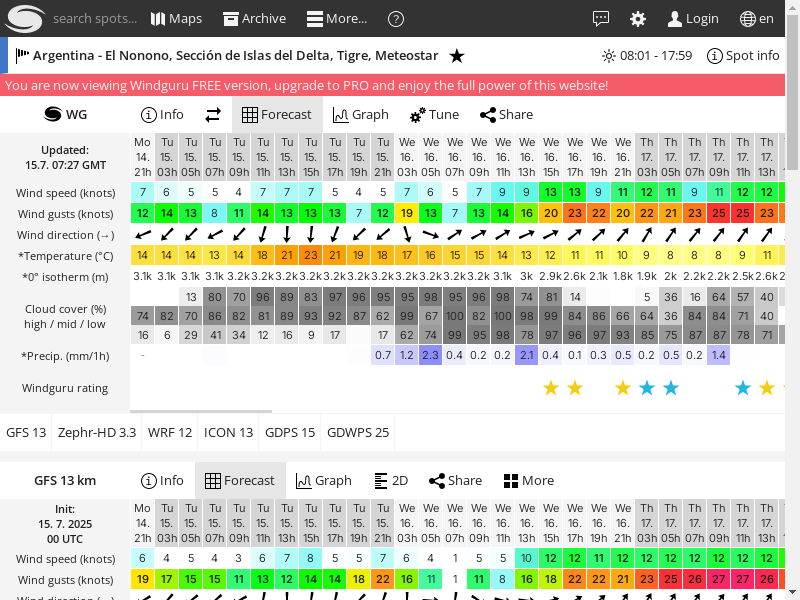 search spots... Maps Archive More... ? Login en
Argentina - El Nonono, Sección de Islas del Delta, Tigre, Meteostar ★ 08:01 - 17:59 Spot info
You are now viewing Windguru FREE version, upgrade to PRO and enjoy the full power of this website!
WG Info Forecast Graph Tune Share
Updated:
15.7. 07:27 GMT
Mo Tu Tu Tu Tu Tu Tu Tu Tu Tu Tu We We We We We We We We We We Th Th Th Th Th Th
14. 15. 15. 15. 15. 15. 15. 15. 15. 15. 15. 16. 16. 16. 16. 16. 16. 16. 16. 16. 16. 17. 17. 17. 17. 17. 17.
21h 03h 05h 07h 09h 11h 13h 15h 17h 19h 21h 03h 05h 07h 09h 11h 13h 15h 17h 19h 21h 03h 05h 07h 09h 11h 13h
Wind speed (knots) 7 6 5 5 4 7 7 7 5 4 5 7 6 5 7 9 9 13 13 9 11 12 11 9 11 12 12
Wind gusts (knots) 12 14 13 8 11 14 13 13 13 7 12 19 13 7 13 14 16 20 23 22 20 22 21 23 25 25 23
Wind direction (→)
*Temperature (°C) 14 14 14 13 14 18 21 23 21 19 18 17 16 15 15 14 13 12 11 11 10 9 8 8 9 11
*0° isotherm (m) 3.1k 3.1k 3.1k 3.1k 3.2k 3.2k 3.2k 3.2k 3.2k 3.2k 3.2k 3.2k 3.2k 3.2k 3.2k 3.1k 3k 2.9k 2.6k 2.1k 1.8k 1.9k 2k 2.2k 2.2k 2.5k 2.6k
Cloud cover (%)
high / mid / low
13 80 70 96 89 83 97 96 95 95 98 95 96 98 74 81 14 5 36 16 64 57 40
74 82 70 86 82 81 89 93 92 87 62 99 67 100 82 100 98 99 84 86 66 64 36 84 84 71 40
16 6 29 41 34 12 16 9 17 17 62 74 99 95 98 78 97 96 97 93 85 75 87 87 78 71
*Precip. (mm/1h) - 0.7 1.2 2.3 0.4 0.2 0.2 2.1 0.4 0.1 0.3 0.5 0.2 0.5 0.2 1.4
Windguru rating ★ ★ ★ ★ ★ ★ ★
GFS 13 Zephr-HD 3.3 WRF 12 ICON 13 GDPS 15 GDWPS 25
GFS 13 km Info Forecast Graph 2D Share More
Init:
15. 7. 2025
00 UTC
Mo Tu Tu Tu Tu Tu Tu Tu Tu Tu Tu We We We We We We We We We We Th Th Th Th Th Th
14. 15. 15. 15. 15. 15. 15. 15. 15. 15. 15. 16. 16. 16. 16. 16. 16. 16. 16. 16. 16. 17. 17. 17. 17. 17. 17.
21h 03h 05h 07h 09h 11h 13h 15h 17h 19h 21h 03h 05h 07h 09h 11h 13h 15h 17h 19h 21h 03h 05h 07h 09h 11h 13h
Wind speed (knots) 6 4 5 4 3 6 7 8 5 5 7 6 4 1 5 5 10 12 12 11 12 12 12 12 12 12 12
Wind gusts (knots) 19 17 15 15 11 13 12 14 14 18 22 16 11 1 11 8 16 18 22 22 21 23 25 26 27 27 26